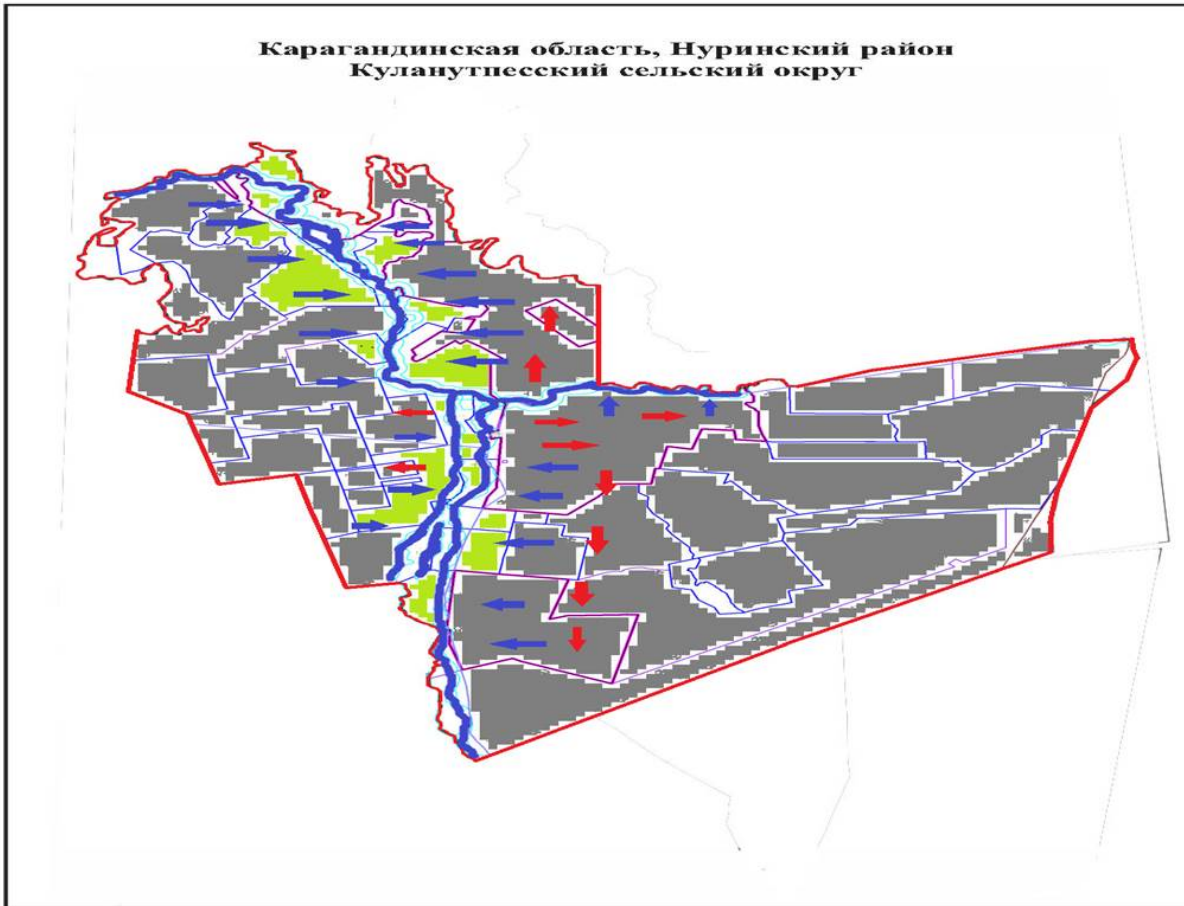 Карагандинская область, Нуринский район
Куланутпесский сельский округ